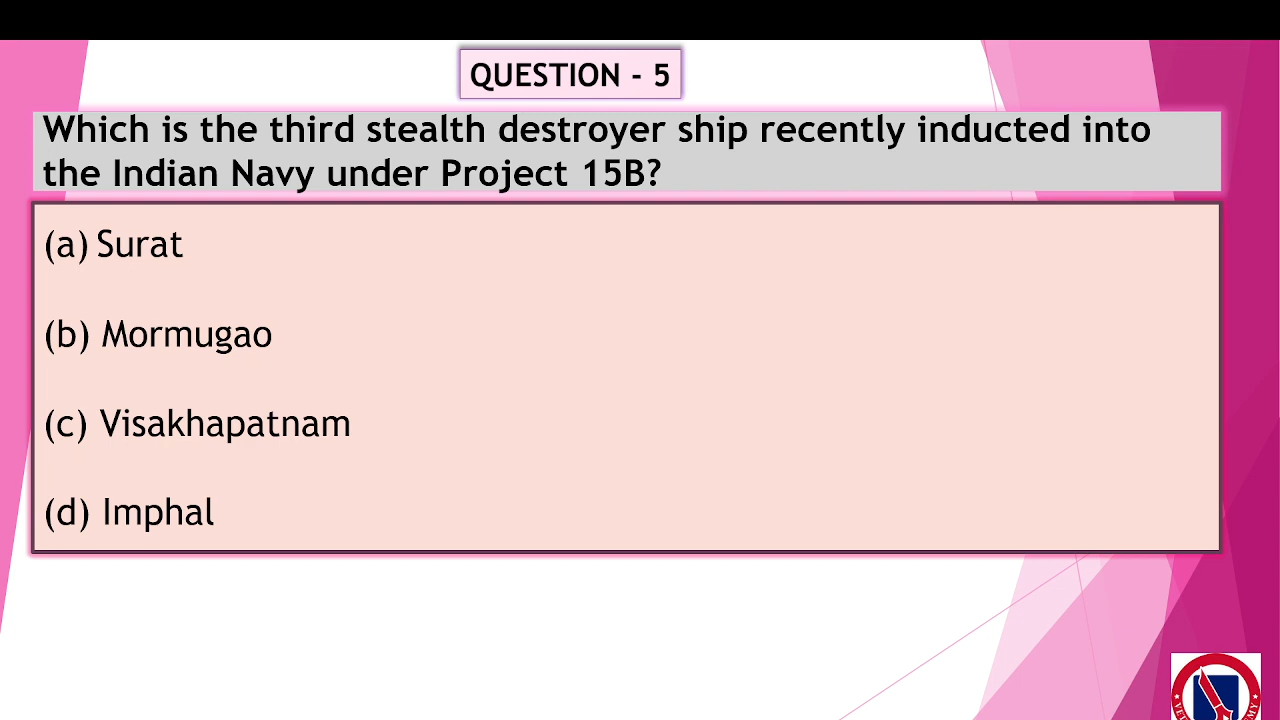 QUESTION - 5
Which is the third stealth destroyer ship recently inducted into
the Indian Navy under Project 15B?
(a) Surat
(b) Mormugao
(c) Visakhapatnam
(d) Imphal